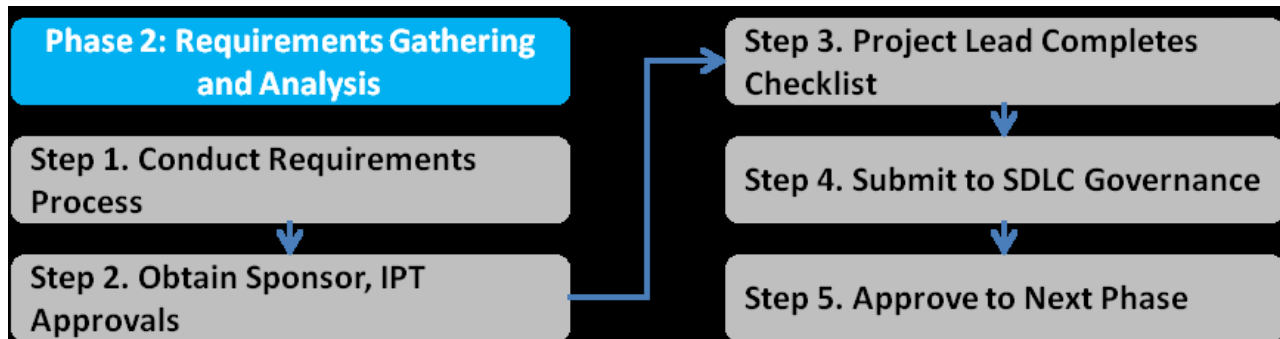 Phase 2: Requirements Gathering
and Analysis
Step 1. Conduct Requirements
Process
Step 2. Obtain Sponsor, IPT
Approvals
Step 3. Project Lead Completes
Checklist
Step 4. Submit to SDLC Governance
Step 5. Approve to Next Phase